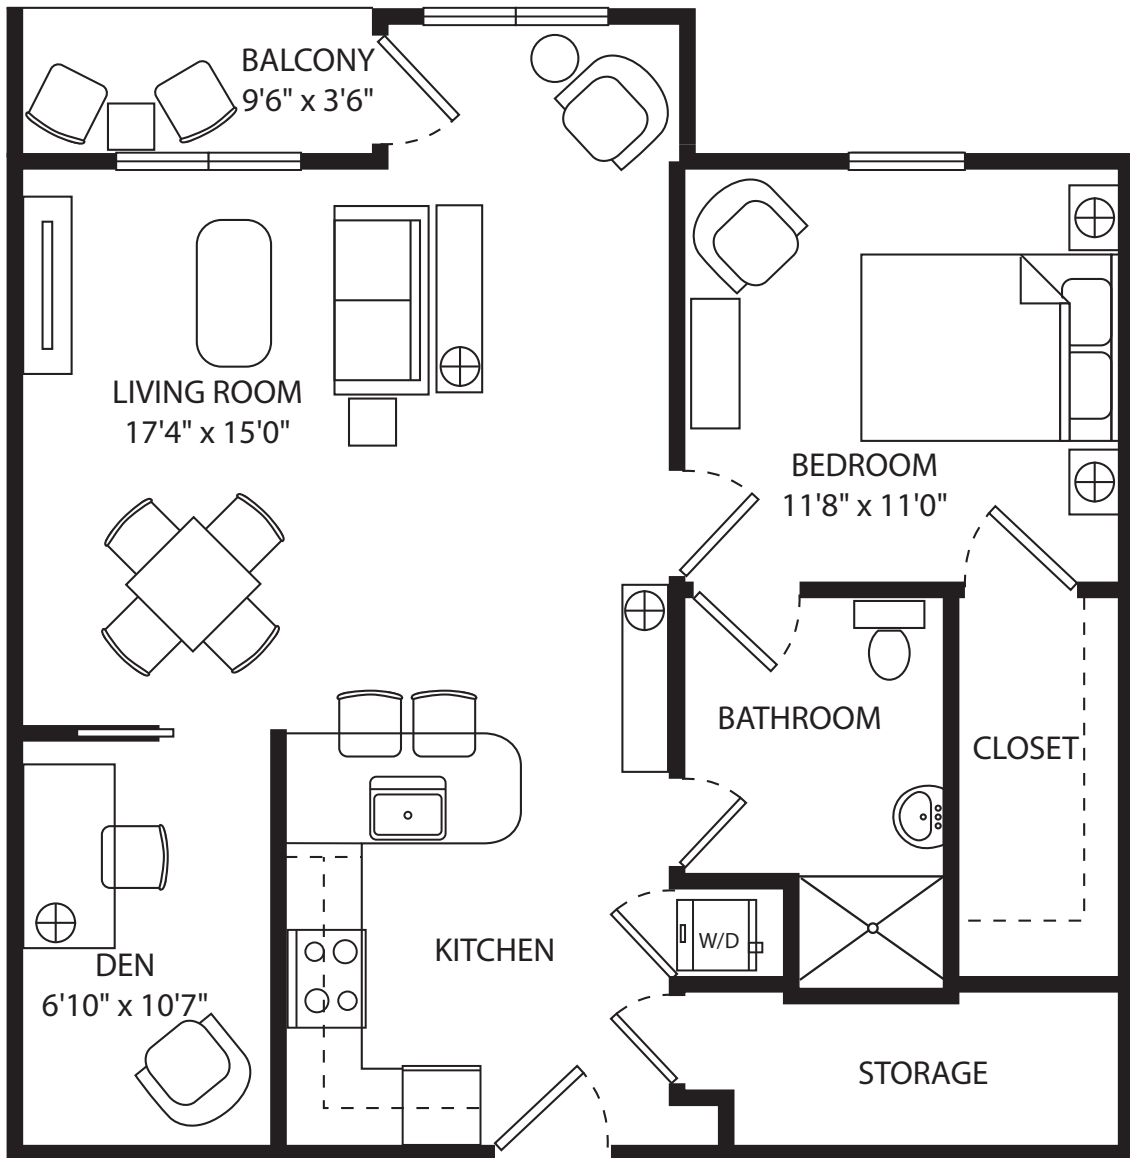 BALCONY
9'6" x 3'6"
LIVING ROOM
17'4" x 15'0"
BEDROOM
11'8" x 11'0"
BATHROOM
CLOSET
KITCHEN
W/D
DEN
6'10" x 10'7"
STORAGE